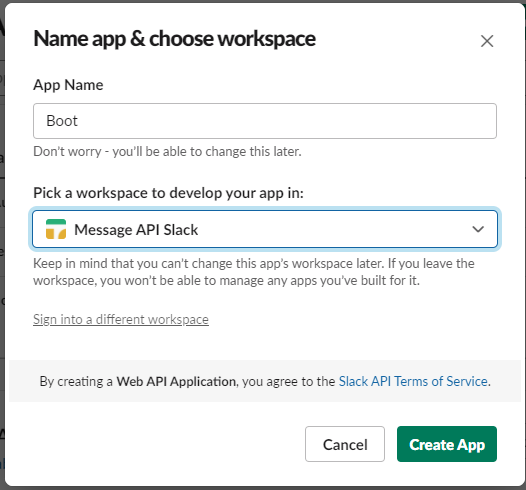 Name app & choose workspace
App Name
Boot
Don't worry - you'll be able to change this later.
Pick a workspace to develop your app in:
Message API Slack
Keep in mind that you can't change this app's workspace later. If you leave the
workspace, you won't be able to manage any apps you've built for it.
Sign into a different workspace
By creating a Web API Application, you agree to the Slack API Terms of Service.
Cancel
Create App